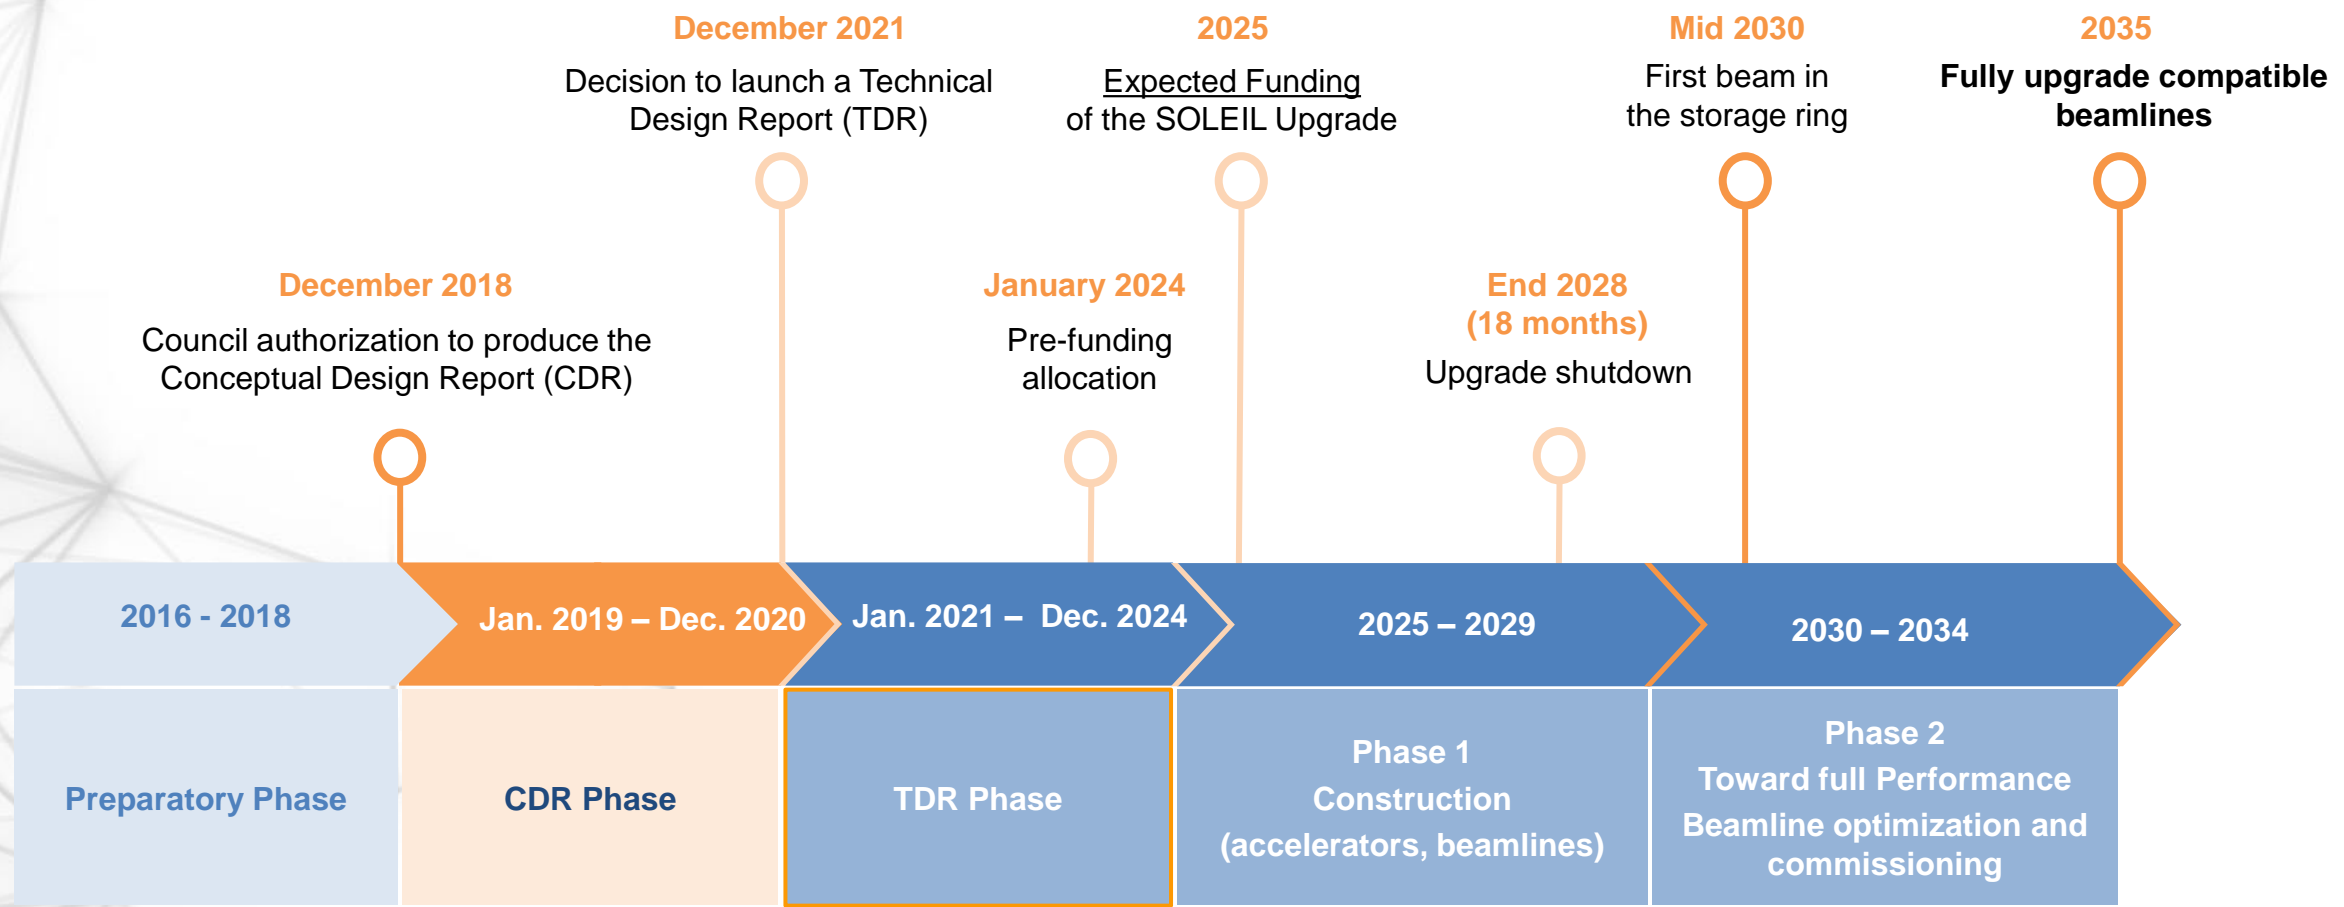 December 2021
Decision to launch a Technical
Design Report (TDR)
2025
Expected Funding
of the SOLEIL Upgrade
Mid 2030
First beam in
the storage ring
2035
Fully upgrade compatible
beamlines
December 2018
Council authorization to produce the
Conceptual Design Report (CDR)
January 2024
Pre-funding
allocation
End 2028
(18 months)
Upgrade shutdown
2016 - 2018
Jan. 2019 – Dec. 2020
Jan. 2021 – Dec. 2024
2025 – 2029
2030 – 2034
Preparatory Phase
CDR Phase
TDR Phase
Phase 1
Construction
(accelerators, beamlines)
Phase 2
Toward full Performance
Beamline optimization and
commissioning